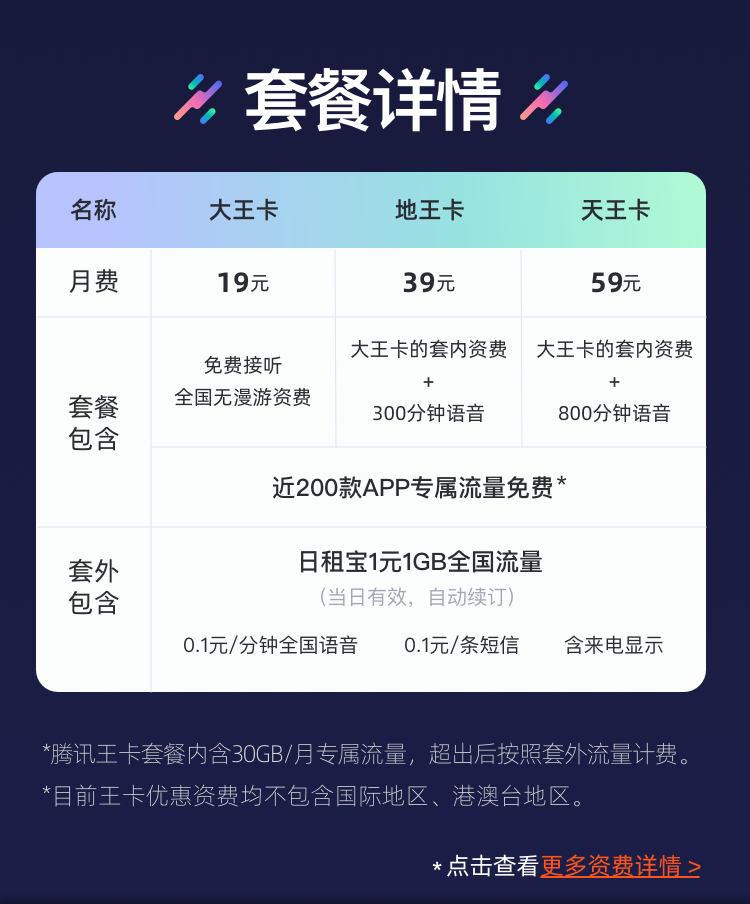 套餐详情
名称 大王卡 地王卡 天王卡
月费 19元 39元 59元
套餐
包含
免费接听
全国无漫游资费
大王卡的套内资费
+
300分钟语音
大王卡的套内资费
+
800分钟语音
近200款APP专属流量免费*
套外
包含
日租宝1元1GB全国流量
（当日有效，自动续订）
0.1元/分钟全国语音 0.1元/条短信 含来电显示
*腾讯王卡套餐内含30GB/月专属流量，超出后按照套外流量计费。
*目前王卡优惠资费均不包含国际地区、港澳台地区。
*点击查看更多资费详情 >